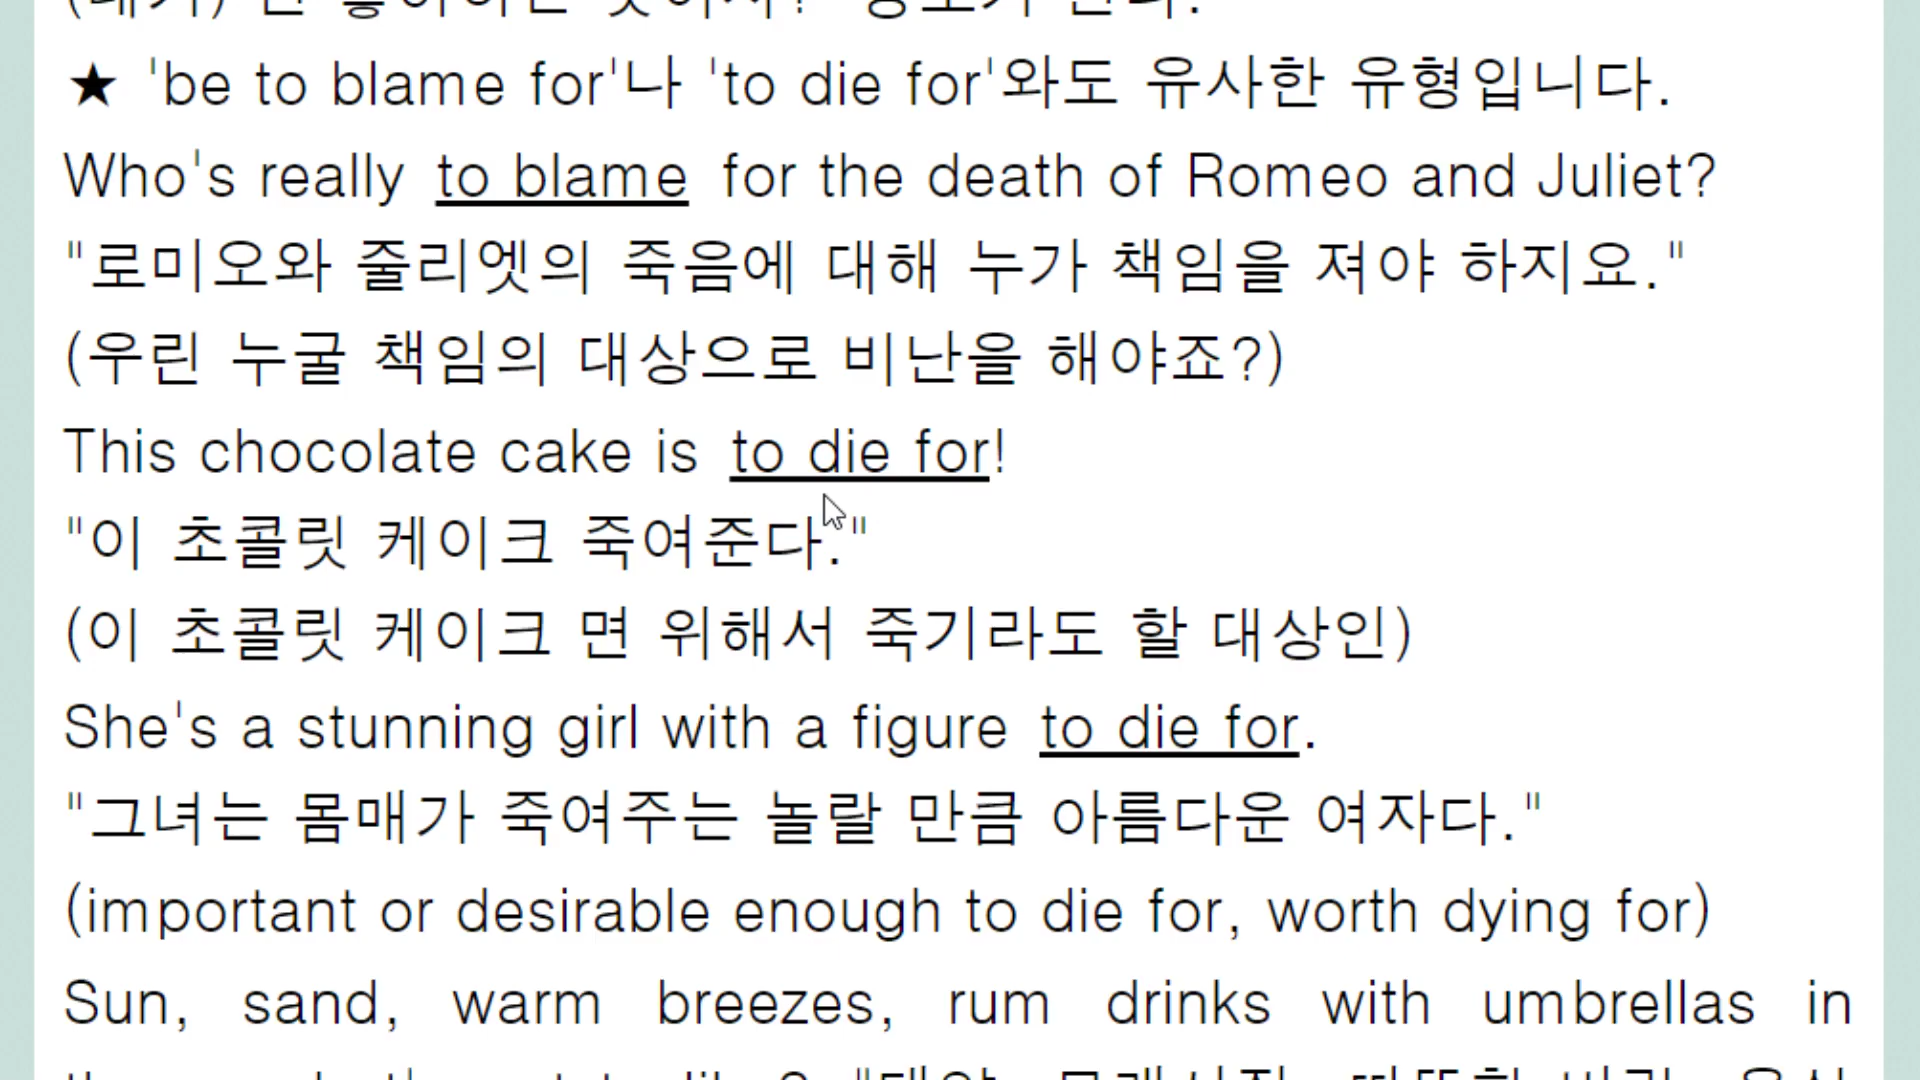 ★ 'be to blame for'나 'to die for'와도 유사한 유형입니다.
Who's really to blame for the death of Romeo and Juliet?
"로미오와 줄리엣의 죽음에 대해 누가 책임을 져야 하지요."
(우린 누굴 책임의 대상으로 비난을 해야죠?)
This chocolate cake is to die for!
"이 초콜릿 케이크 죽여준다."
(이 초콜릿 케이크 면 위해서 죽기라도 할 대상인)
She's a stunning girl with a figure to die for.
"그녀는 몸매가 죽여주는 놀랄 만큼 아름다운 여자다."
(important or desirable enough to die for, worth dying for)
Sun, sand, warm breezes, rum drinks with umbrellas in